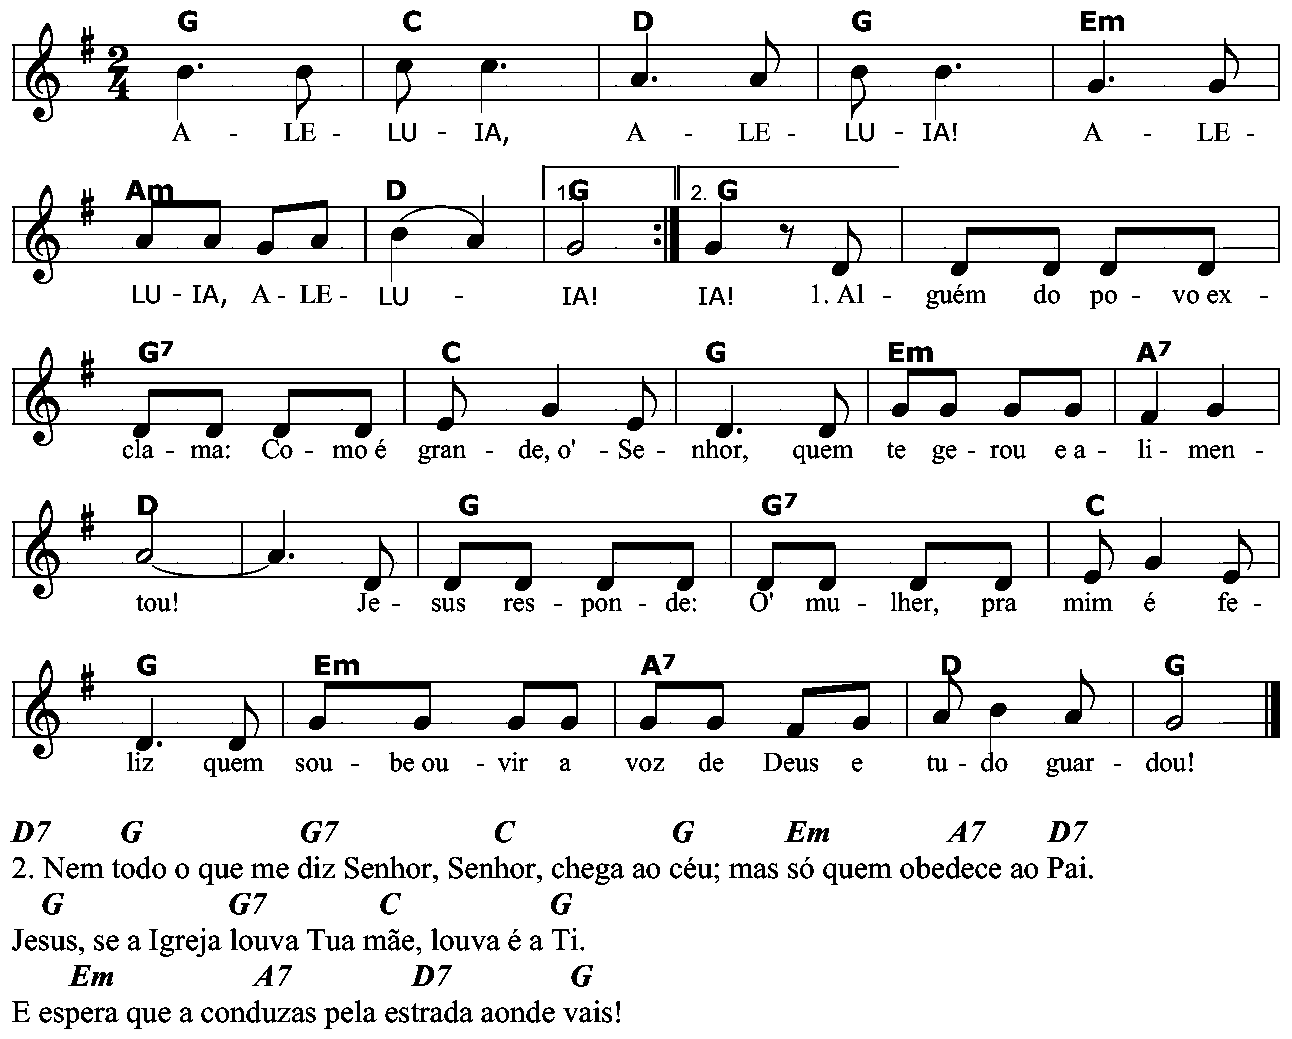 G C D G Em
2/4
A - LE - LU - IA, A - LE - LU - IA! A - LE -
Am D 1. G 2. G
LU - IA, A - LE - LU - IA! IA! 1. Al - guém do po - vo ex -
G7 C G Em A7
cla - ma: Co - mo é gran - de, o' - Se - nhor, quem te ge - rou e a - li - men -
D G G7 C
tou! Je - sus res - pon - de: O' mu - lher, pra mim é fe -
G Em A7 D G
liz quem sou - be ou - vir a voz de Deus e tu - do guar - dou!
D7 G G7 C G Em A7 D7
2. Nem todo o que me diz Senhor, Senhor, chega ao céu; mas só quem obedece ao Pai.
G G7 C G
Jesus, se a Igreja louva Tua mãe, louva é a Ti.
Em A7 D7 G
E espera que a conduzas pela estrada aonde vais!